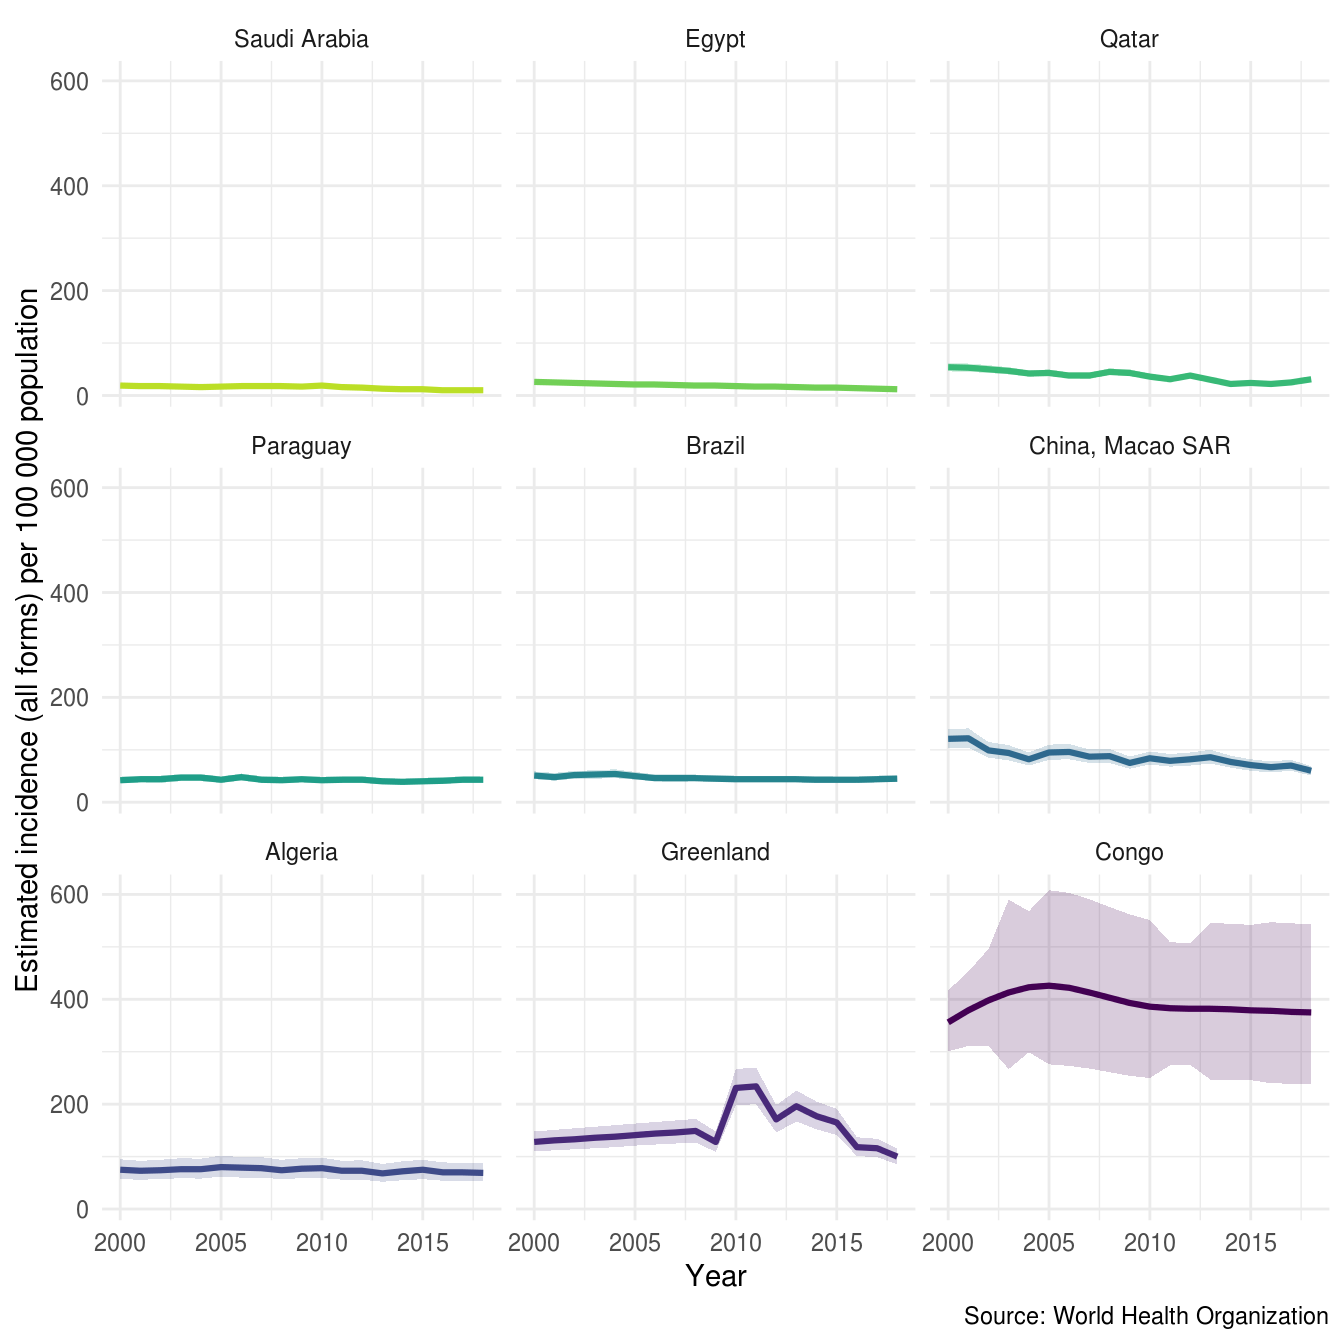 Saudi Arabia Egypt Qatar
600
400
200
0
Paraguay Brazil China, Macao SAR
600
400
200
0
Algeria Greenland Congo
600
400
200
0
Estimated incidence (all forms) per 100 000 population
2000 2005 2010 2015 2000 2005 2010 2015 2000 2005 2010 2015
Year
Source: World Health Organization